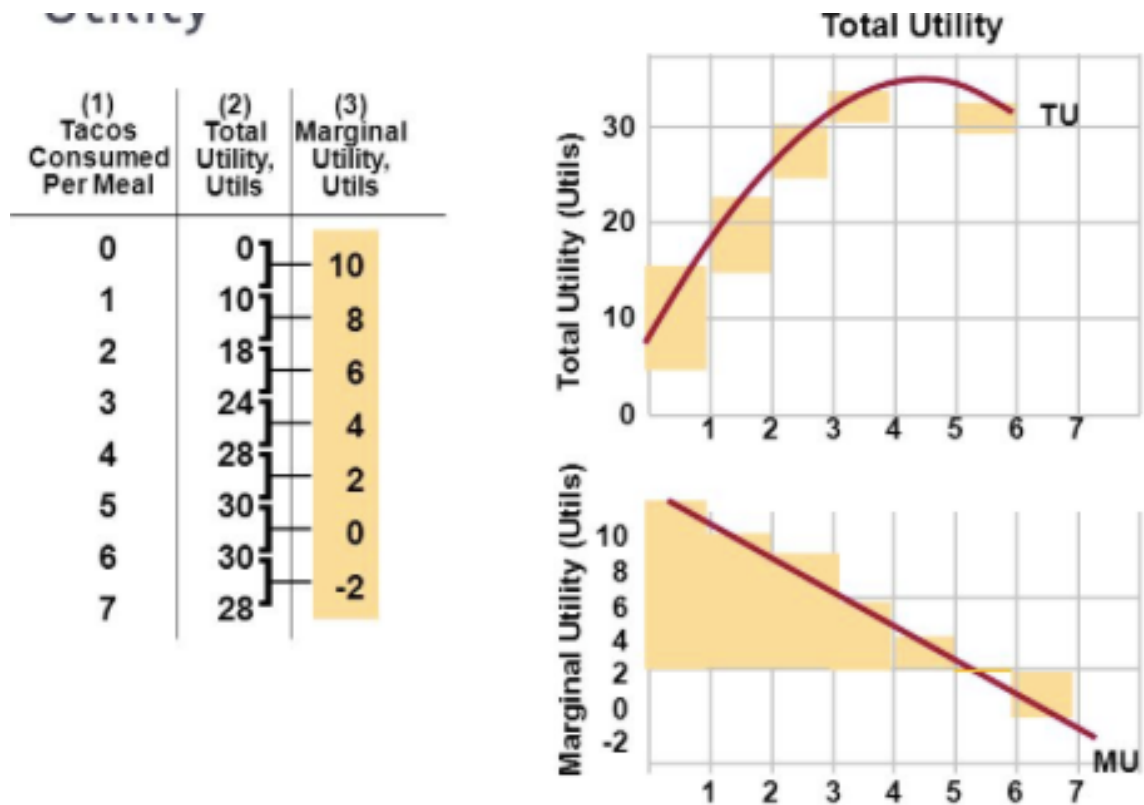 Utility
(1)
Tacos
Consumed
Per Meal
(2)
Total
Utility,
Utils
(3)
Marginal
Utility,
Utils
0
1
2
3
4
5
6
7
0
10
18
24
28
30
30
28
10
8
6
4
2
0
-2
Total Utility
Total Utility (Utils)
30
20
10
0
TU
1 2 3 4 5 6 7
Marginal Utility (Utils)
10
8
6
4
2
0
-2
MU
1 2 3 4 5 6 7